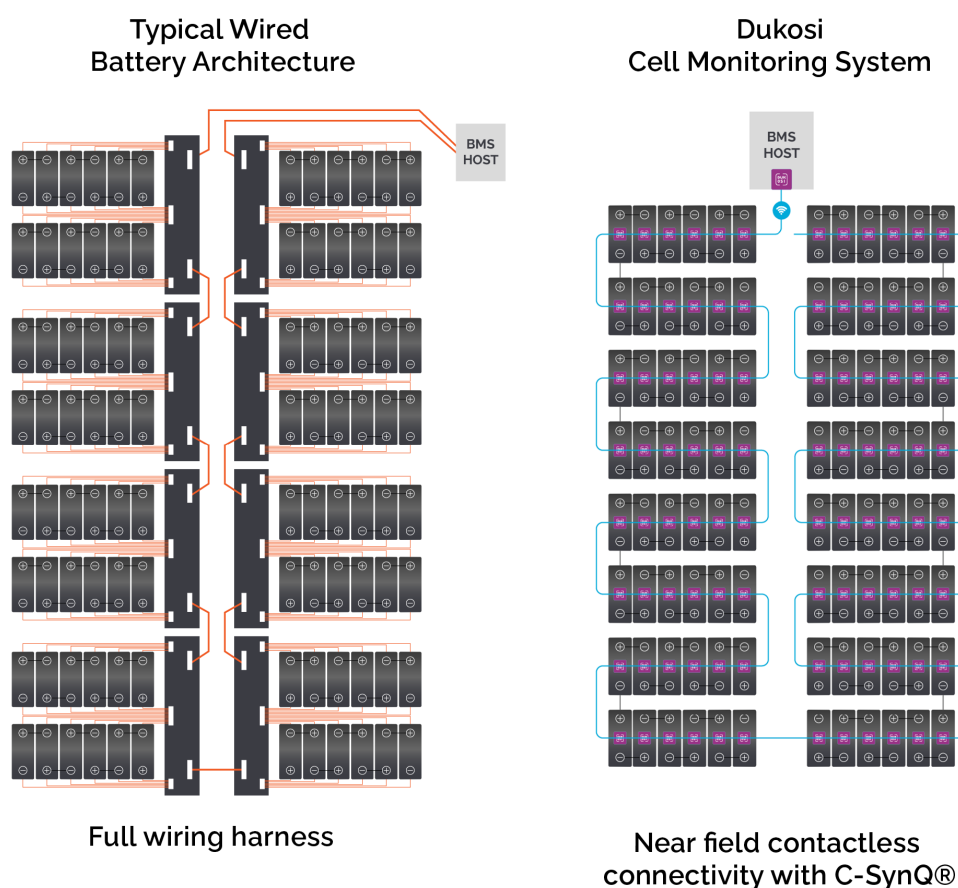 Typical Wired
Battery Architecture
BMS
HOST
Full wiring harness
Dukosi
Cell Monitoring System
BMS
HOST
Near field contactless
connectivity with C-SynQ®